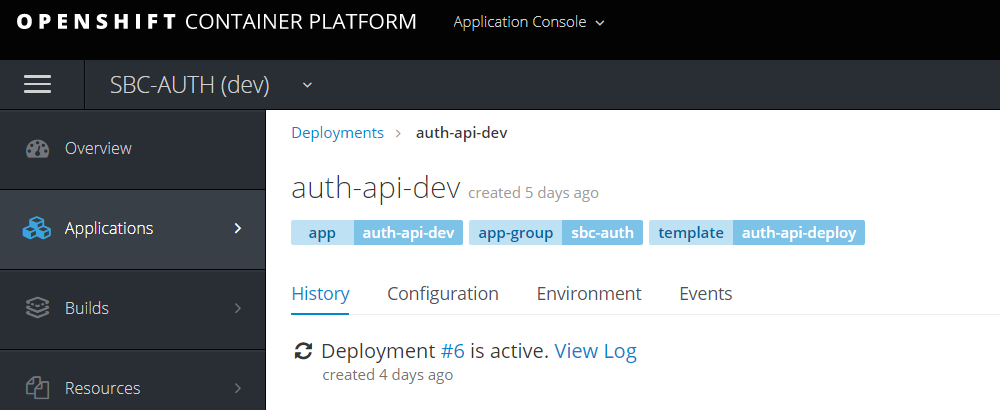 OPENSHIFT CONTAINER PLATFORM Application Console
SBC-AUTH (dev)
Overview
Applications
Builds
Resources
Deployments > auth-api-dev
auth-api-dev created 5 days ago
app auth-api-dev app-group sbc-auth template auth-api-deploy
History Configuration Environment Events
Deployment #6 is active. View Log
created 4 days ago